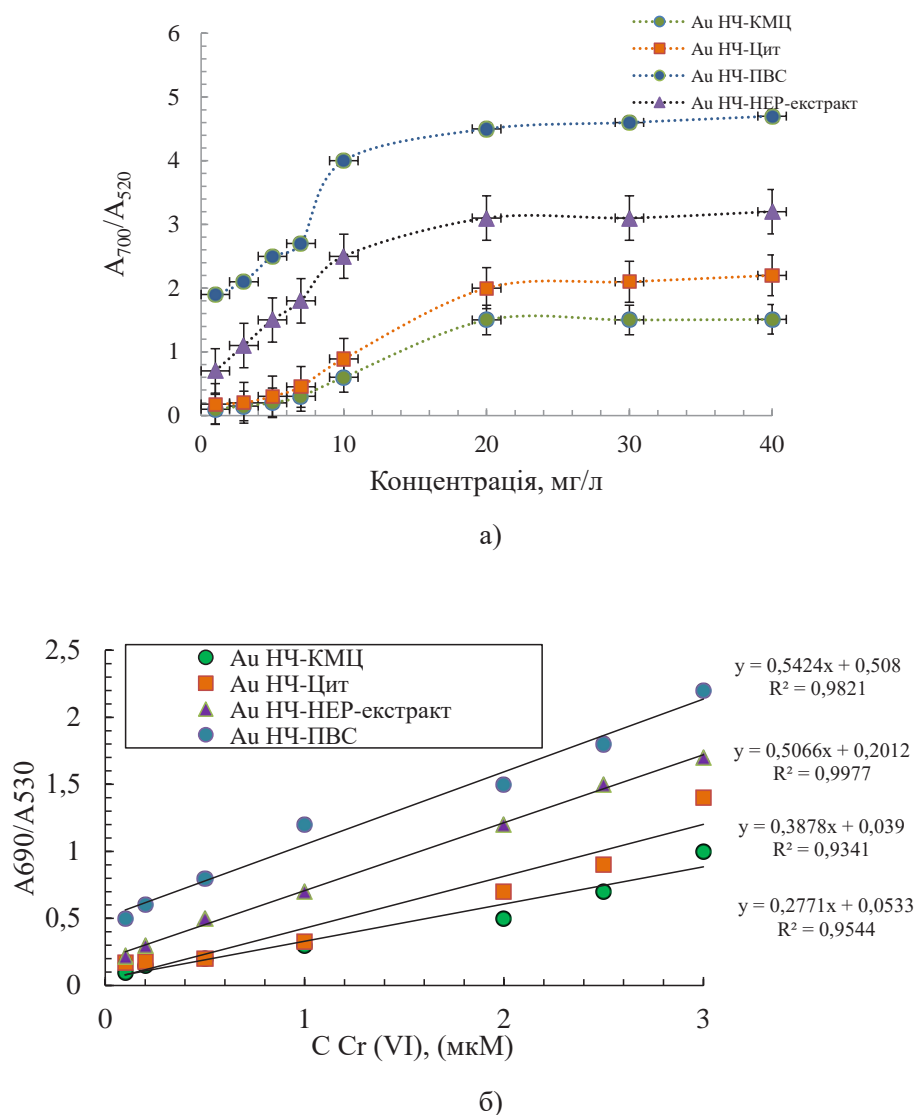 Au НЧ-КМЦ
Au НЧ-Цит
Au НЧ-ПВС
Au НЧ-НЕР-екстракт
6
5
4
3
2
1
0
A700/A520
0 10 20 30 40
Концентрація, мг/л
а)
2,5
2
1,5
1
0,5
0
A690/A530
Au НЧ-КМЦ
Au НЧ-Цит
Au НЧ-НЕР-екстракт
Au НЧ-ПВС
y = 0,5424x + 0,508
R² = 0,9821
y = 0,5066x + 0,2012
R² = 0,9977
y = 0,3878x + 0,039
R² = 0,9341
y = 0,2771x + 0,0533
R² = 0,9544
0 1 2 3
С Cr (VI), (мкМ)
б)